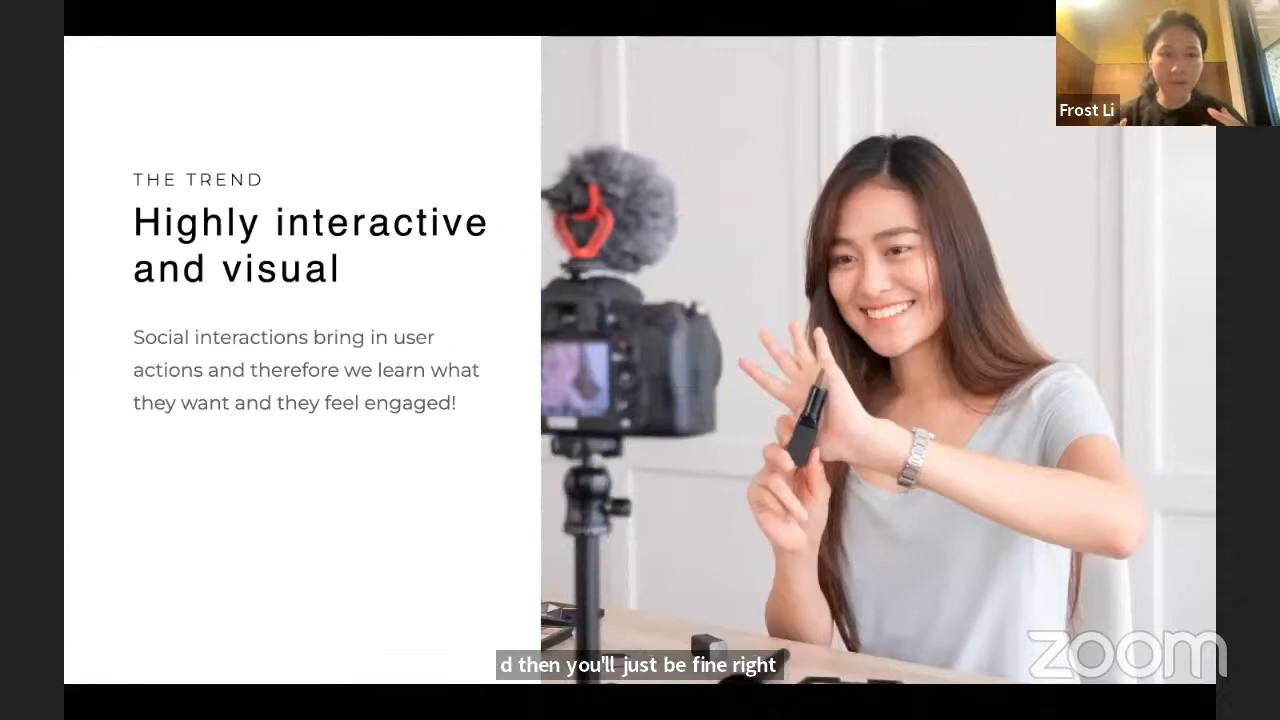 Frost Li
THE TREND
Highly interactive
and visual
Social interactions bring in user
actions and therefore we learn what
they want and they feel engaged!
d then you'll just be fine right
zoom